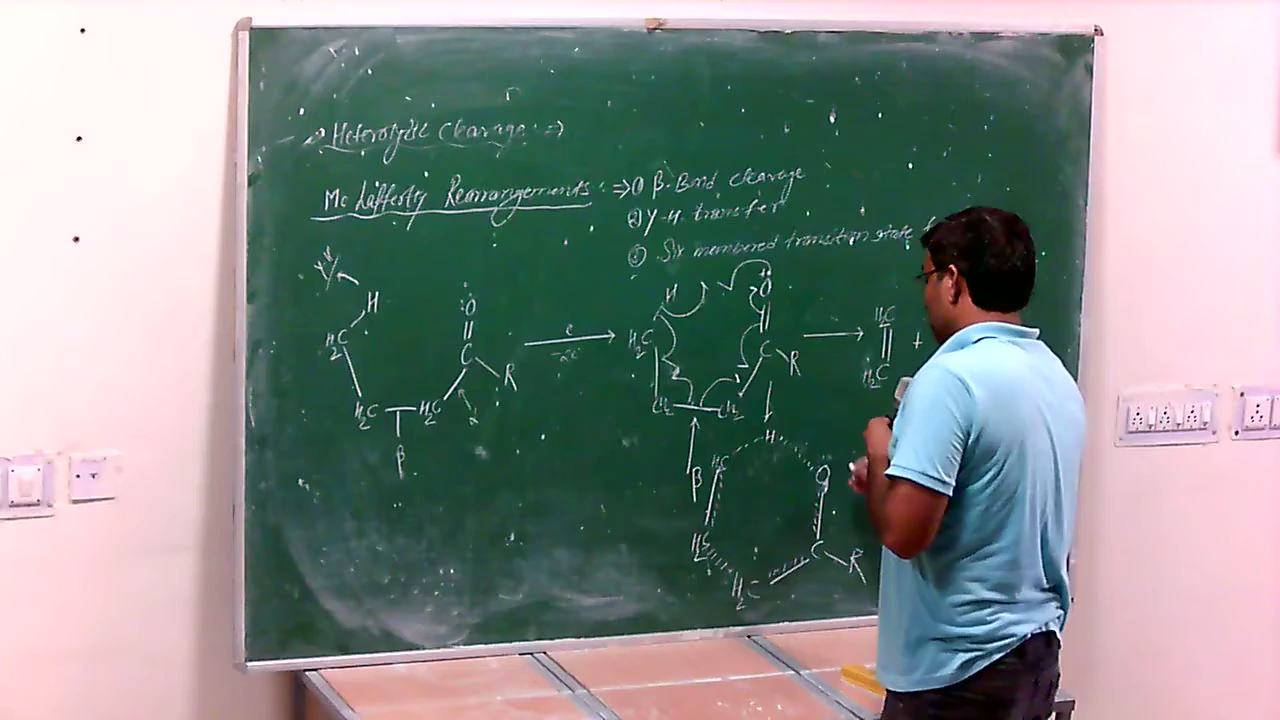 Heterolytic Cleavage :⇒
Mc Lafferty Rearrangements :⇒ ① β-Bond cleavage
② γ-H transfer
③ Six membered transition state
"γ"
H
H₂C
:O:
C
R
H₂C
H₂C
α
β
e
-2e
H
H₂C
O
C
R
CH₂
CH₂
β
H₂C
H₂C
+
H
H₂C
O
H₂C
H₂C
C
R